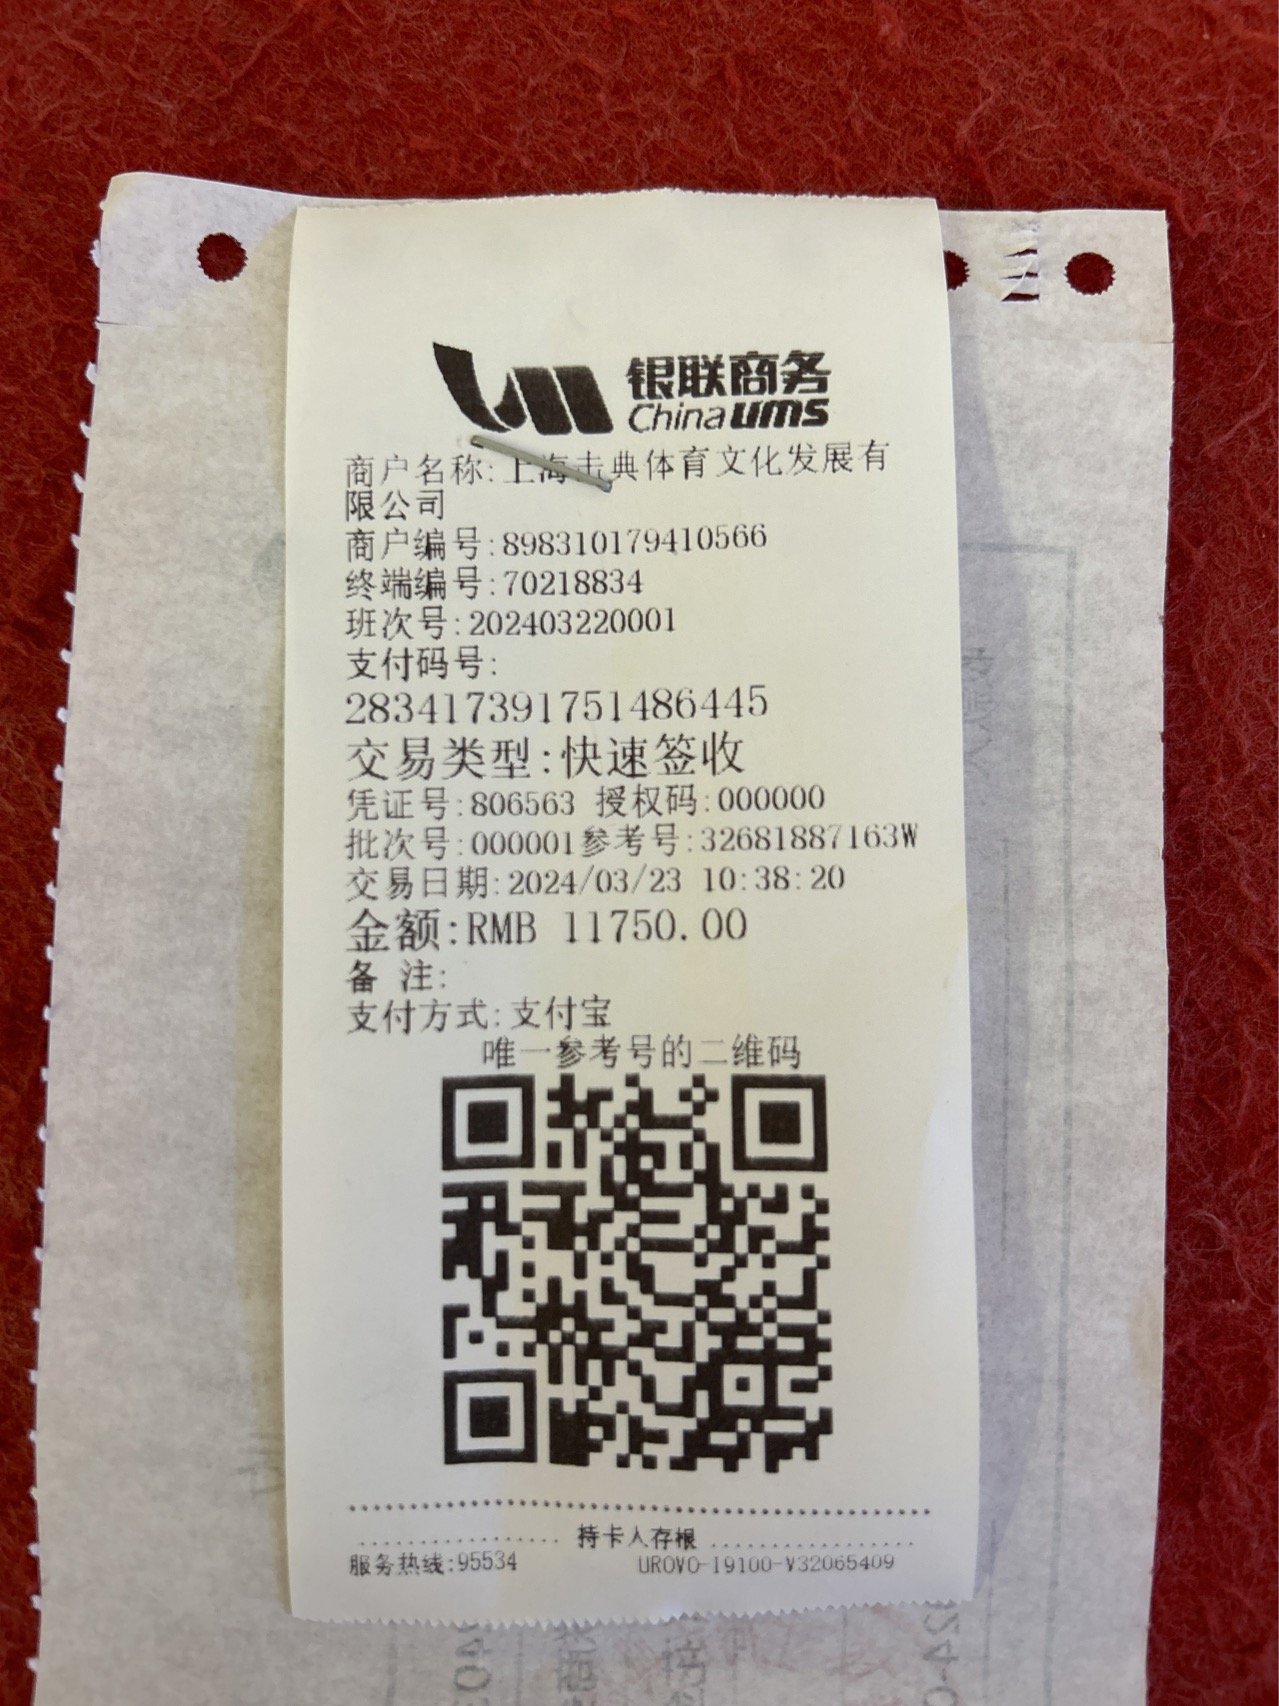 银联商务
China ums
商户名称:上海击典体育文化发展有
限公司
商户编号:898310179410566
终端编号:70218834
班次号:202403220001
支付码号:
283417391751486445
交易类型:快速签收
凭证号:806563 授权码:000000
批次号:000001参考号:32681887163W
交易日期:2024/03/23 10:38:20
金额:RMB 11750.00
备 注:
支付方式:支付宝
唯一参考号的二维码
持卡人存根
服务热线:95534 UROVO-I9100-V32065409